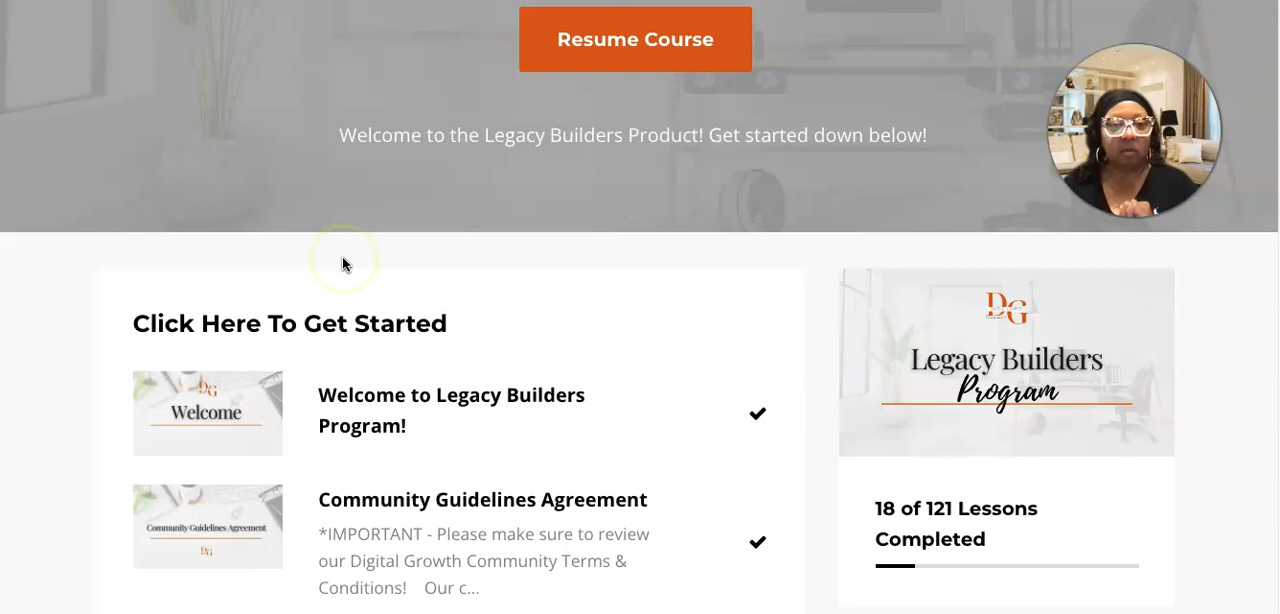 Resume Course
Welcome to the Legacy Builders Product! Get started down below!
Click Here To Get Started
Welcome
Welcome to Legacy Builders
Program!
Community Guidelines Agreement
DG
Community Guidelines Agreement
*IMPORTANT - Please make sure to review
our Digital Growth Community Terms &
Conditions! Our c...
DG
Legacy Builders
Program
18 of 121 Lessons
Completed